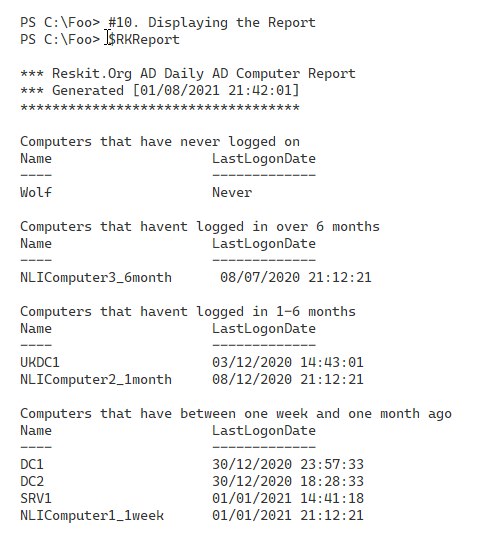 PS C:\Foo> #10. Displaying the Report
PS C:\Foo> $RKReport
*** Reskit.Org AD Daily AD Computer Report
*** Generated [01/08/2021 21:42:01]
***********************************
Computers that have never logged on
Name                    LastLogonDate
----                    -------------
Wolf                    Never
Computers that havent logged in over 6 months
Name                    LastLogonDate
----                    -------------
NLIComputer3_6month      08/07/2020 21:12:21
Computers that havent logged in 1-6 months
Name                    LastLogonDate
----                    -------------
UKDC1                   03/12/2020 14:43:01
NLIComputer2_1month     08/12/2020 21:12:21
Computers that have between one week and one month ago
Name                    LastLogonDate
----                    -------------
DC1                     30/12/2020 23:57:33
DC2                     30/12/2020 18:28:33
SRV1                    01/01/2021 14:41:18
NLIComputer1_1week      01/01/2021 21:12:21